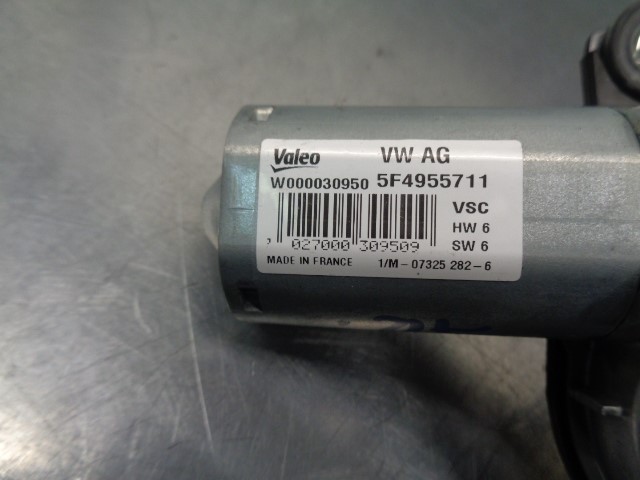 Valeo VW AG
W000030950 5F4955711
VSC
HW 6
, 027000 309509 SW 6
MADE IN FRANCE 1/M-07325 282-6